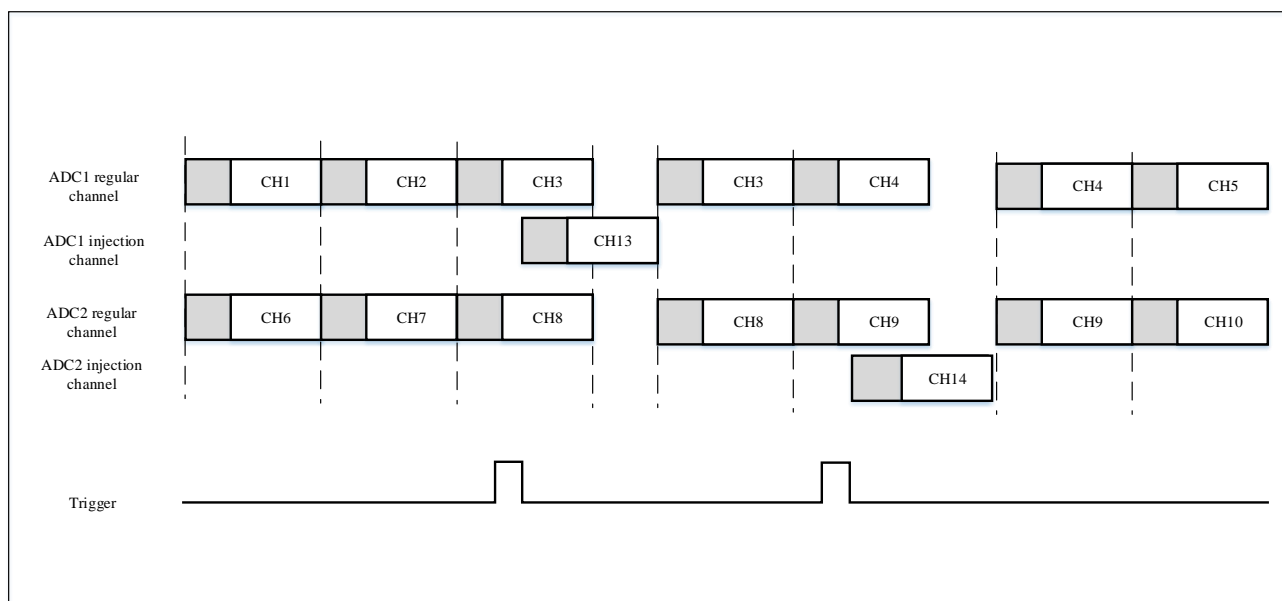 ADC1 regular
channel
CH1
CH2
CH3
CH3
CH4
CH4
CH5
ADC1 injection
channel
CH13
ADC2 regular
channel
CH6
CH7
CH8
CH8
CH9
CH9
CH10
ADC2 injection
channel
CH14
Trigger